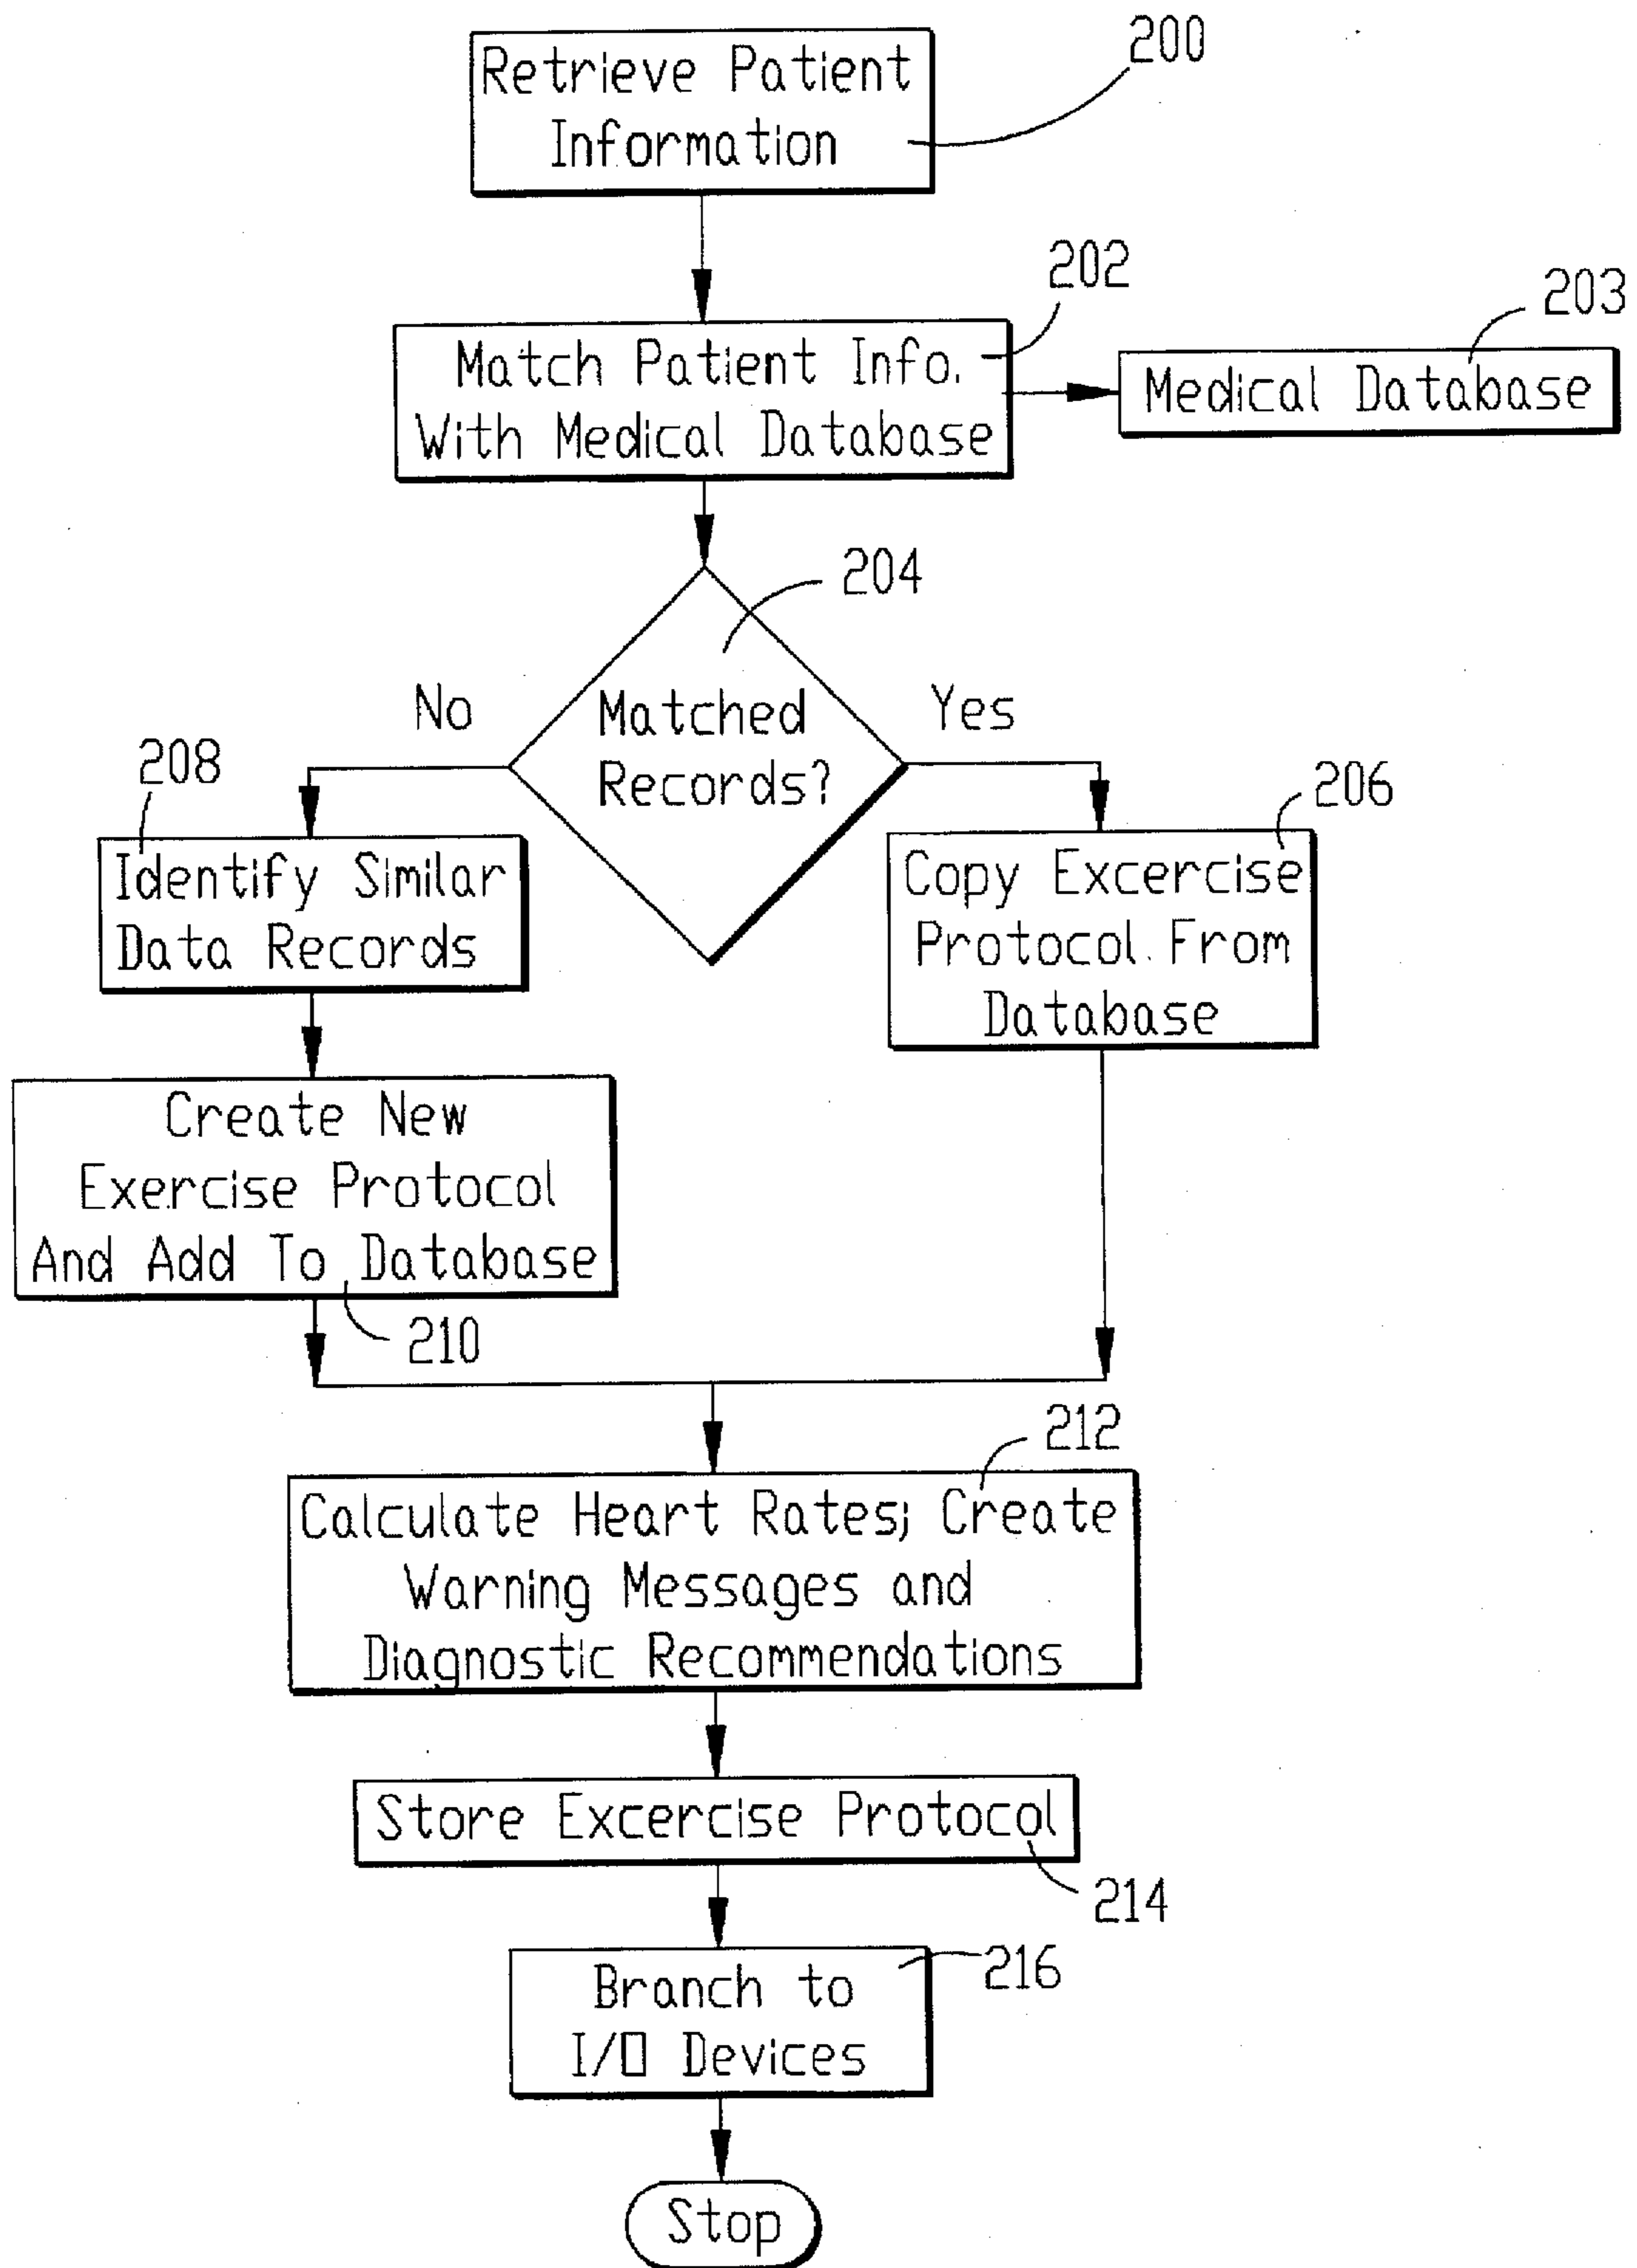 200
Retrieve Patient
Information
202
203
Match Patient Info.
With Medical Database
Medical Database
204
No
Matched
Records?
Yes
208
206
Identify Similar
Data Records
Copy Excercise
Protocol From
Database
Create New
Exercise Protocol
And Add To Database
210
212
Calculate Heart Rates; Create
Warning Messages and
Diagnostic Recommendations
Store Excercise Protocol
214
216
Branch to
I/O Devices
Stop